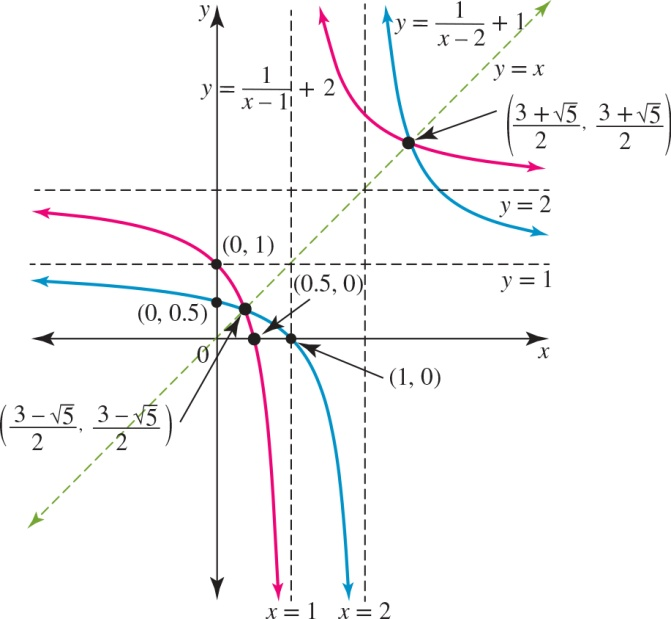 y
y = 1/(x – 2) + 1
y = x
y = 1/(x – 1) + 2
((3 + √5)/2, (3 + √5)/2)
y = 2
(0, 1)
y = 1
(0.5, 0)
(0, 0.5)
0
x
(1, 0)
((3 – √5)/2, (3 – √5)/2)
x = 1
x = 2